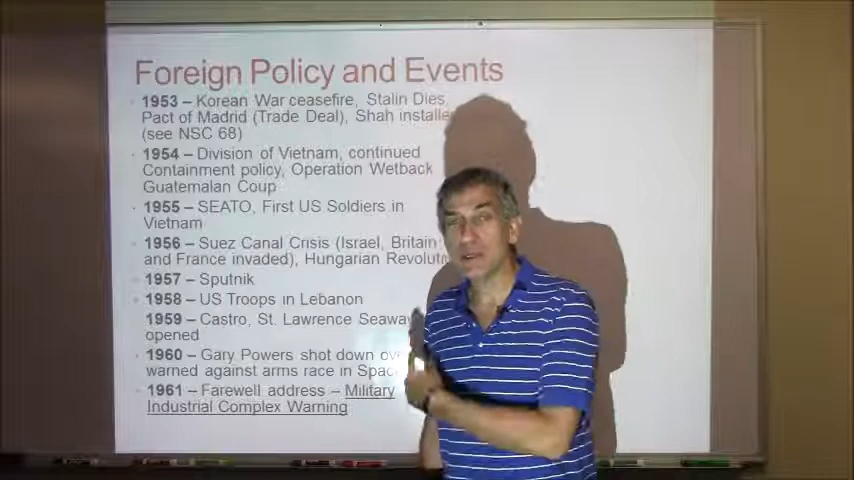 Foreign Policy and Events
1953 – Korean War ceasefire, Stalin Dies,
Pact of Madrid (Trade Deal), Shah
(see NSC 68)
1954 – Division of Vietnam, continued
Containment policy, Operation Wetback
Guatemalan Coup
1955 – SEATO, First US Soldiers in
Vietnam
1956 – Suez Canal Crisis (Israel, Britain
and France invaded), Hungarian
1957 – Sputnik
1958 – US Troops in Lebanon
1959 – Castro, St. Lawrence Seaway
opened
1960 – Gary Powers shot down
warned against arms race in
1961 – Farewell address – Military
Industrial Complex Warning